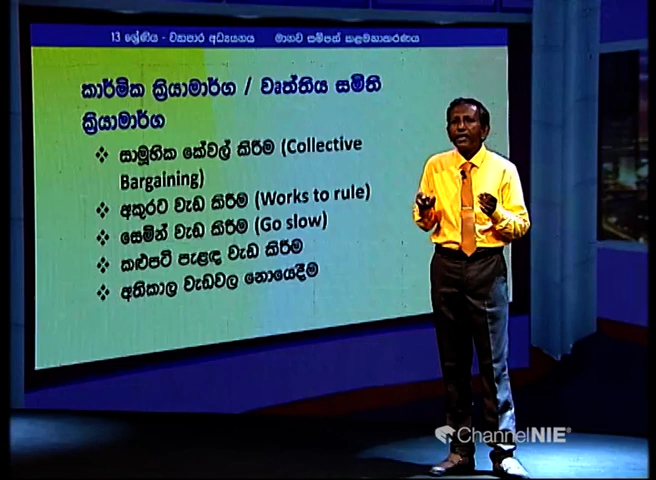 13 ශ්‍රේණිය - ව්‍යාපාර අධ්‍යයනය මානව සම්පත් කළමනාකරණය
කාර්මික ක්‍රියාමාර්ග / වෘත්තිය සමිති
ක්‍රියාමාර්ග
❖ සාමූහික කේවල් කිරීම (Collective
Bargaining)
❖ අකුරට වැඩ කිරීම (Works to rule)
❖ සෙමින් වැඩ කිරීම (Go slow)
❖ කළුපටි පැළඳ වැඩ කිරීම
❖ අතිකාල වැඩවල නොයෙදීම
ChannelNIE